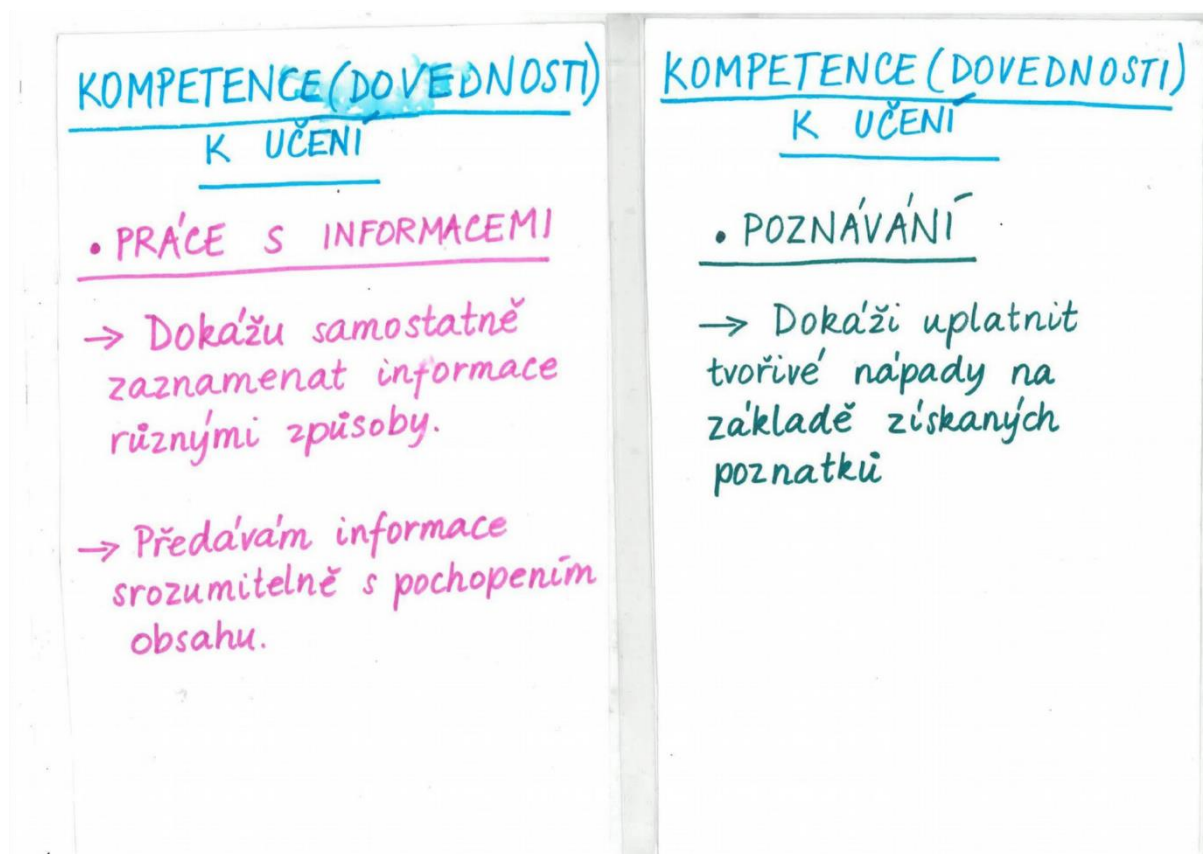 KOMPETENCE (DOVEDNOSTI)
K UČENÍ
• PRÁCE S INFORMACEMI
→ Dokážu samostatně
zaznamenat informace
různými způsoby.
→ Předávám informace
srozumitelně s pochopením
obsahu.
KOMPETENCE (DOVEDNOSTI)
K UČENÍ
• POZNÁVÁNÍ
→ Dokáži uplatnit
tvořivé nápady na
základě získaných
poznatků